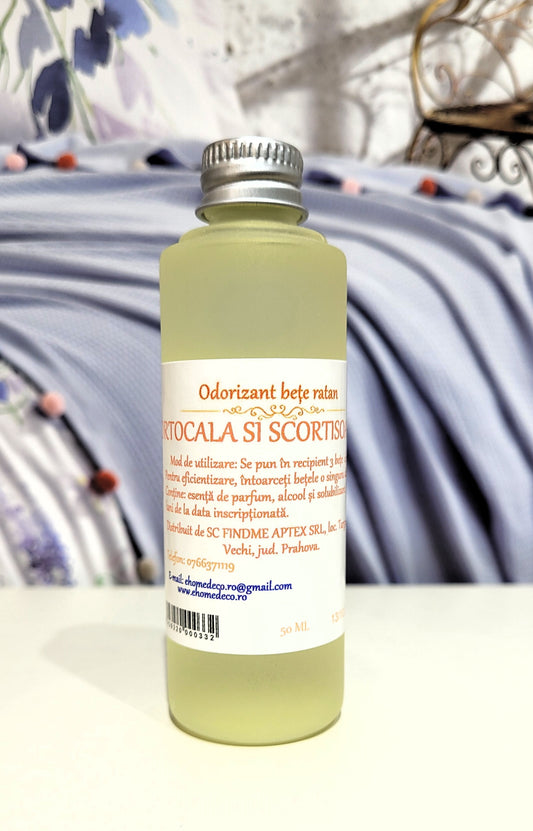 Odorizant bețe ratan
RTOCALA SI SCORTISO
Mod de utilizare: Se pun în recipient 3 bețe
Pentru eficientizare, întoarceți bețele o singură
Conține: esență de parfum, alcool și
ani de la data inscripționată.
Distribuit de SC FINDME APTEX SRL, loc.
Vechi, jud. Prahova.
Telefon: 0766371119
E-mail: ehomedeco.ro@gmail.com
www.ehomedeco.ro
000332
50 ML